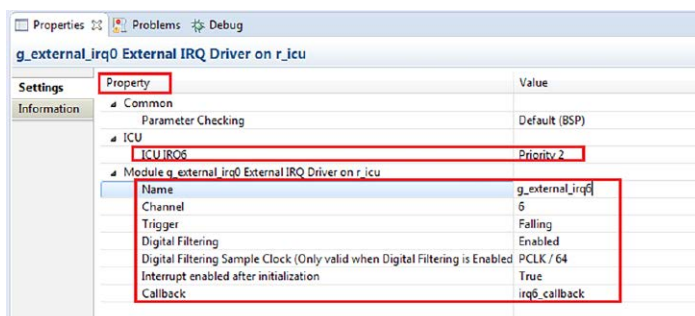 Properties Problems Debug
g_external_irq0 External IRQ Driver on r_icu
Settings
Information
Property Value
Common
Parameter Checking Default (BSP)
ICU
ICU IRQ6 Priority 2
Module g_external_irq0 External IRQ Driver on r_icu
Name g_external_irq6
Channel 6
Trigger Falling
Digital Filtering Enabled
Digital Filtering Sample Clock (Only valid when Digital Filtering is Enabled PCLK / 64
Interrupt enabled after initialization True
Callback irq6_callback